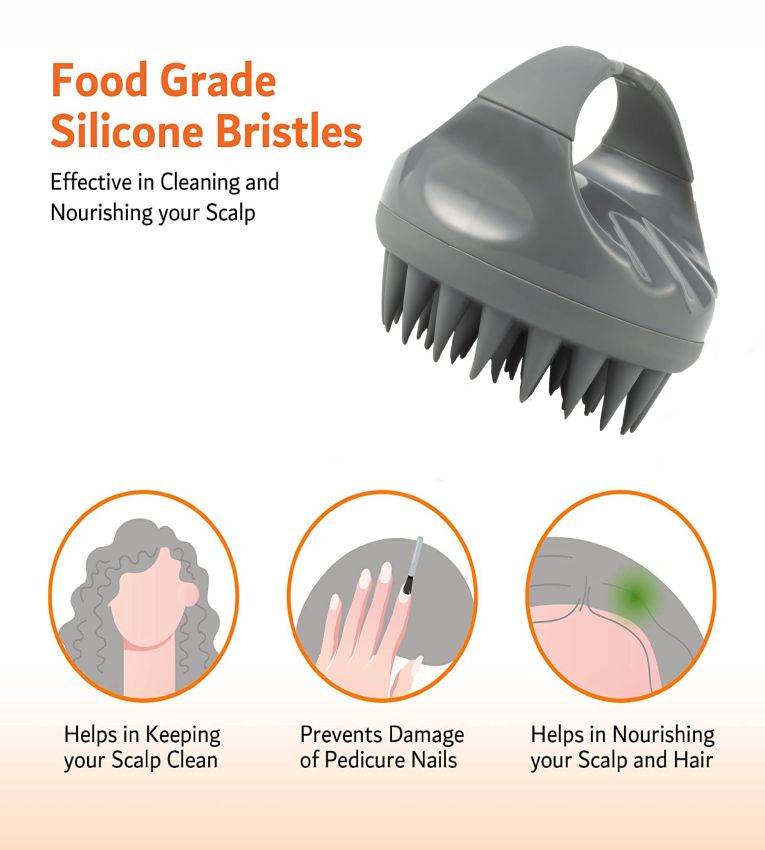 Food Grade
Silicone Bristles
Effective in Cleaning and
Nourishing your Scalp
Helps in Keeping
your Scalp Clean
Prevents Damage
of Pedicure Nails
Helps in Nourishing
your Scalp and Hair